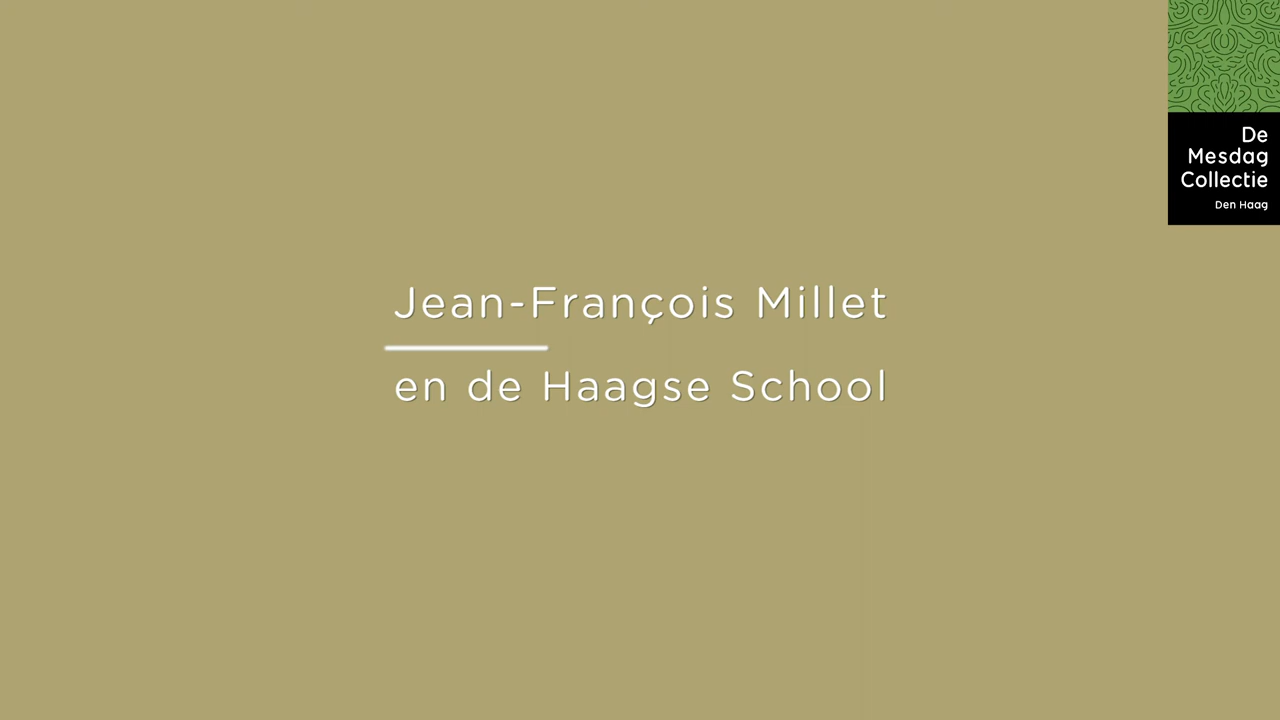 De
Mesdag
Collectie
Den Haag
Jean-François Millet
en de Haagse School